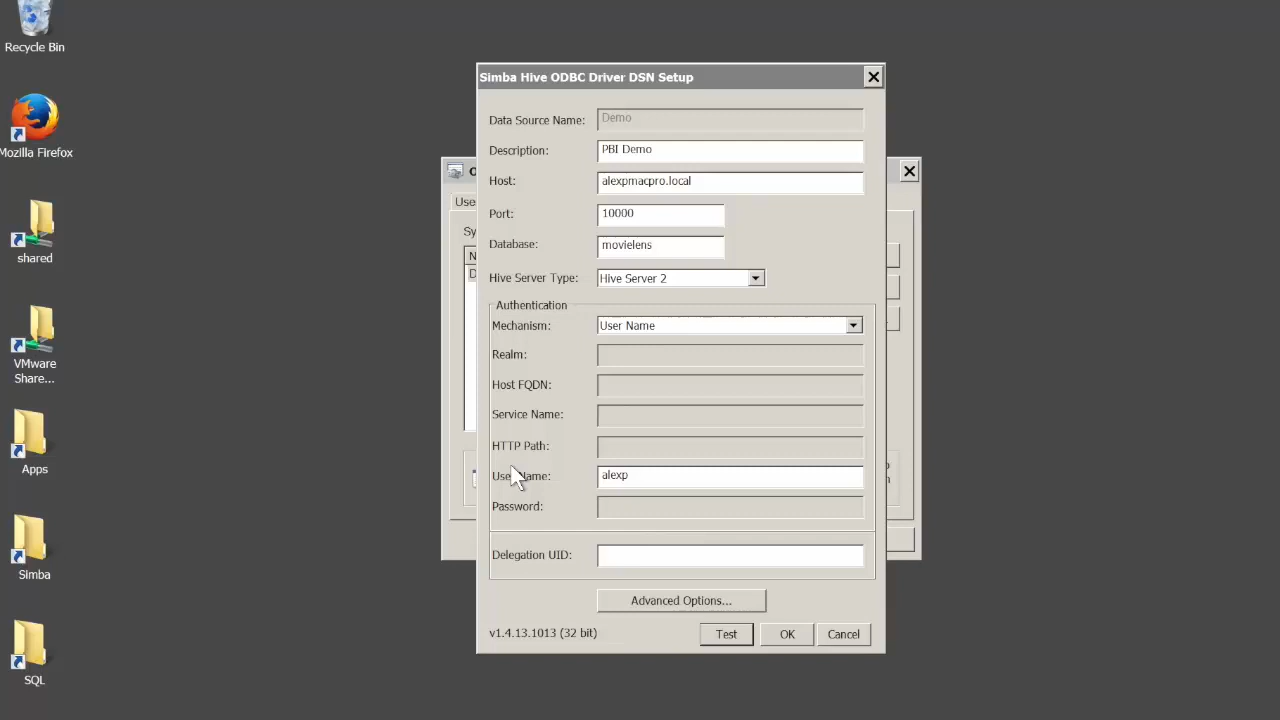 Recycle Bin
Mozilla Firefox
shared
VMware
Share...
Apps
Simba
SQL
Simba Hive ODBC Driver DSN Setup
Data Source Name: Demo
Description: PBI Demo
Host: alexpmacpro.local
Port: 10000
Database: movielens
Hive Server Type: Hive Server 2
Authentication
Mechanism: User Name
Realm:
Host FQDN:
Service Name:
HTTP Path:
User Name: alexp
Password:
Delegation UID:
Advanced Options...
v1.4.13.1013 (32 bit)
Test OK Cancel